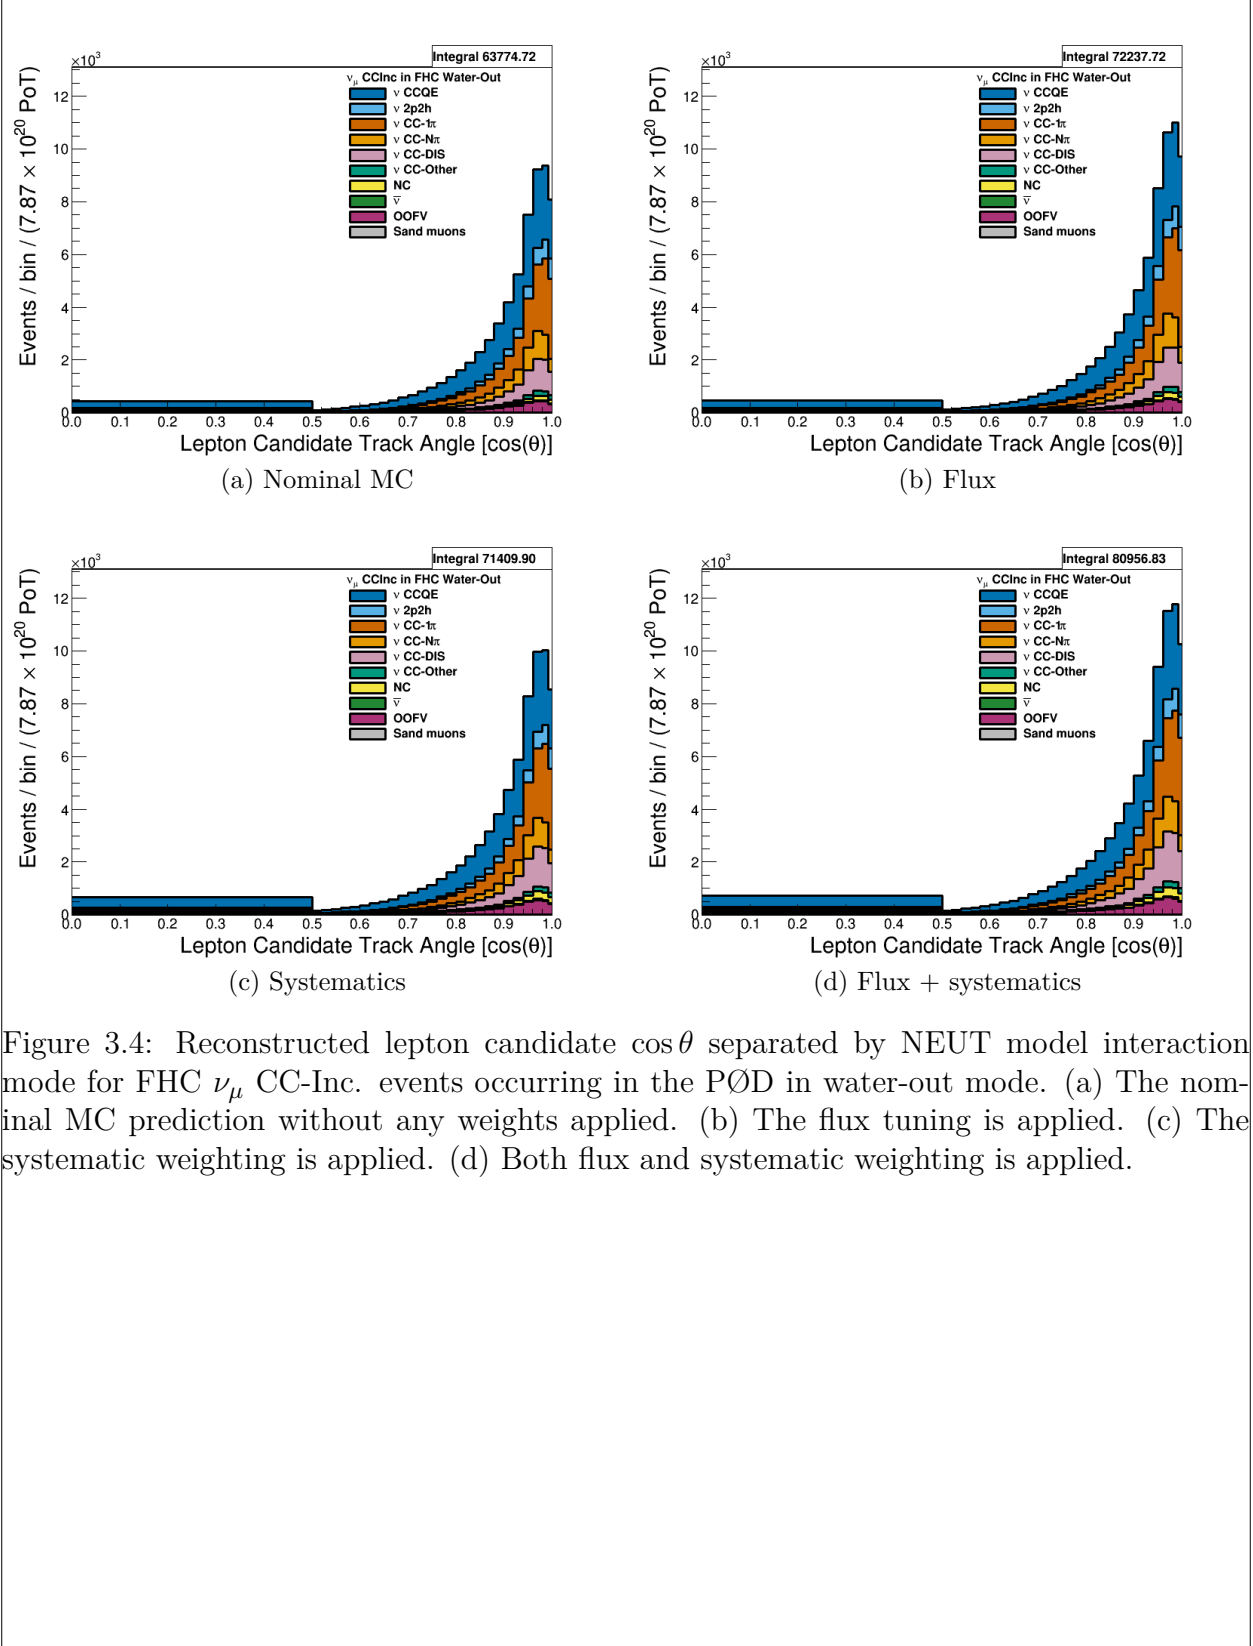 ×10³
Integral 63774.72
Events / bin / (7.87 × 10²⁰ PoT)
νμ CCInc in FHC Water-Out
ν CCQE
ν 2p2h
ν CC-1π
ν CC-Nπ
ν CC-DIS
ν CC-Other
NC
ν̅
OOFV
Sand muons
12
10
8
6
4
2
0
0.0 0.1 0.2 0.3 0.4 0.5 0.6 0.7 0.8 0.9 1.0
Lepton Candidate Track Angle [cos(θ)]
(a) Nominal MC
×10³
Integral 72237.72
Events / bin / (7.87 × 10²⁰ PoT)
νμ CCInc in FHC Water-Out
ν CCQE
ν 2p2h
ν CC-1π
ν CC-Nπ
ν CC-DIS
ν CC-Other
NC
ν̅
OOFV
Sand muons
12
10
8
6
4
2
0
0.0 0.1 0.2 0.3 0.4 0.5 0.6 0.7 0.8 0.9 1.0
Lepton Candidate Track Angle [cos(θ)]
(b) Flux
×10³
Integral 71409.90
Events / bin / (7.87 × 10²⁰ PoT)
νμ CCInc in FHC Water-Out
ν CCQE
ν 2p2h
ν CC-1π
ν CC-Nπ
ν CC-DIS
ν CC-Other
NC
ν̅
OOFV
Sand muons
12
10
8
6
4
2
0
0.0 0.1 0.2 0.3 0.4 0.5 0.6 0.7 0.8 0.9 1.0
Lepton Candidate Track Angle [cos(θ)]
(c) Systematics
×10³
Integral 80956.83
Events / bin / (7.87 × 10²⁰ PoT)
νμ CCInc in FHC Water-Out
ν CCQE
ν 2p2h
ν CC-1π
ν CC-Nπ
ν CC-DIS
ν CC-Other
NC
ν̅
OOFV
Sand muons
12
10
8
6
4
2
0
0.0 0.1 0.2 0.3 0.4 0.5 0.6 0.7 0.8 0.9 1.0
Lepton Candidate Track Angle [cos(θ)]
(d) Flux + systematics
Figure 3.4: Reconstructed lepton candidate cos θ separated by NEUT model interaction
mode for FHC νμ CC-Inc. events occurring in the PØD in water-out mode. (a) The nom-
inal MC prediction without any weights applied. (b) The flux tuning is applied. (c) The
systematic weighting is applied. (d) Both flux and systematic weighting is applied.